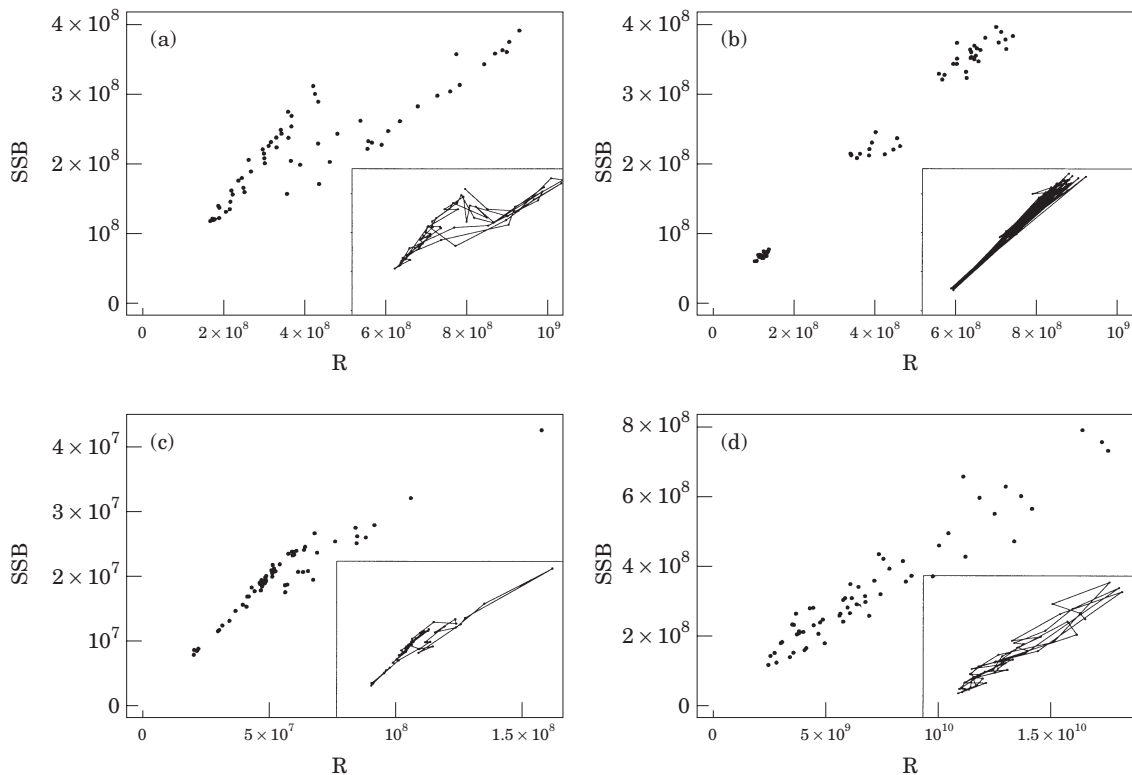 (a)
4 × 10⁸
3 × 10⁸
2 × 10⁸
10⁸
0
SSB
0
2 × 10⁸
4 × 10⁸
6 × 10⁸
8 × 10⁸
10⁹
R
(b)
4 × 10⁸
3 × 10⁸
2 × 10⁸
10⁸
0
SSB
0
2 × 10⁸
4 × 10⁸
6 × 10⁸
8 × 10⁸
10⁹
R
(c)
4 × 10⁷
3 × 10⁷
2 × 10⁷
10⁷
0
SSB
0
5 × 10⁷
10⁸
1.5 × 10⁸
R
(d)
8 × 10⁸
6 × 10⁸
4 × 10⁸
2 × 10⁸
0
SSB
0
5 × 10⁹
10¹⁰
1.5 × 10¹⁰
R